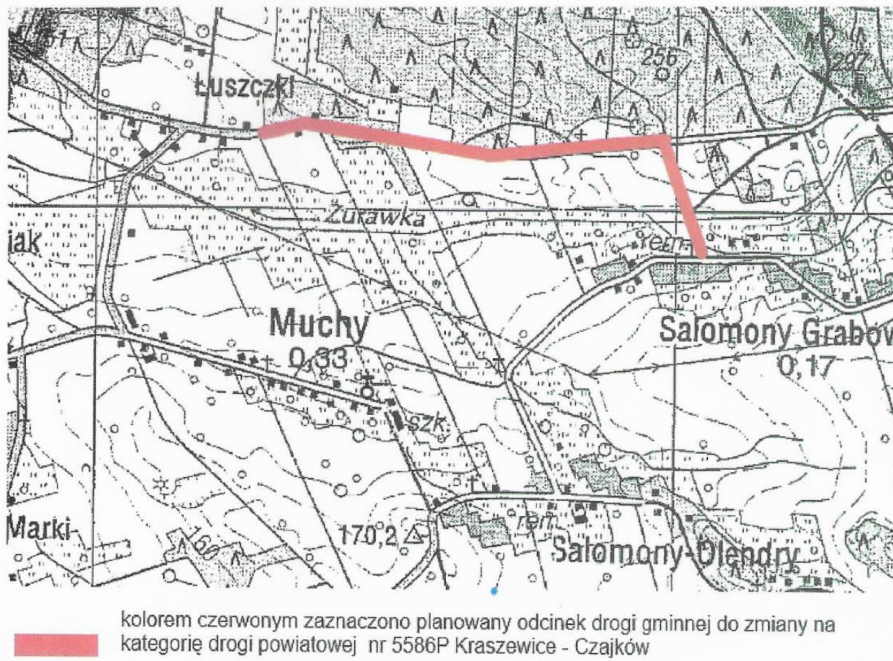 Łuszczki
256
Żurawka
rem
Muchy
0,33
Salomony Grabow
0,17
szk.
170,2
rem
Marki
160
Salomony-Olendry
kolorem czerwonym zaznaczono planowany odcinek drogi gminnej do zmiany na
kategorię drogi powiatowej nr 5586P Kraszewice - Czajków